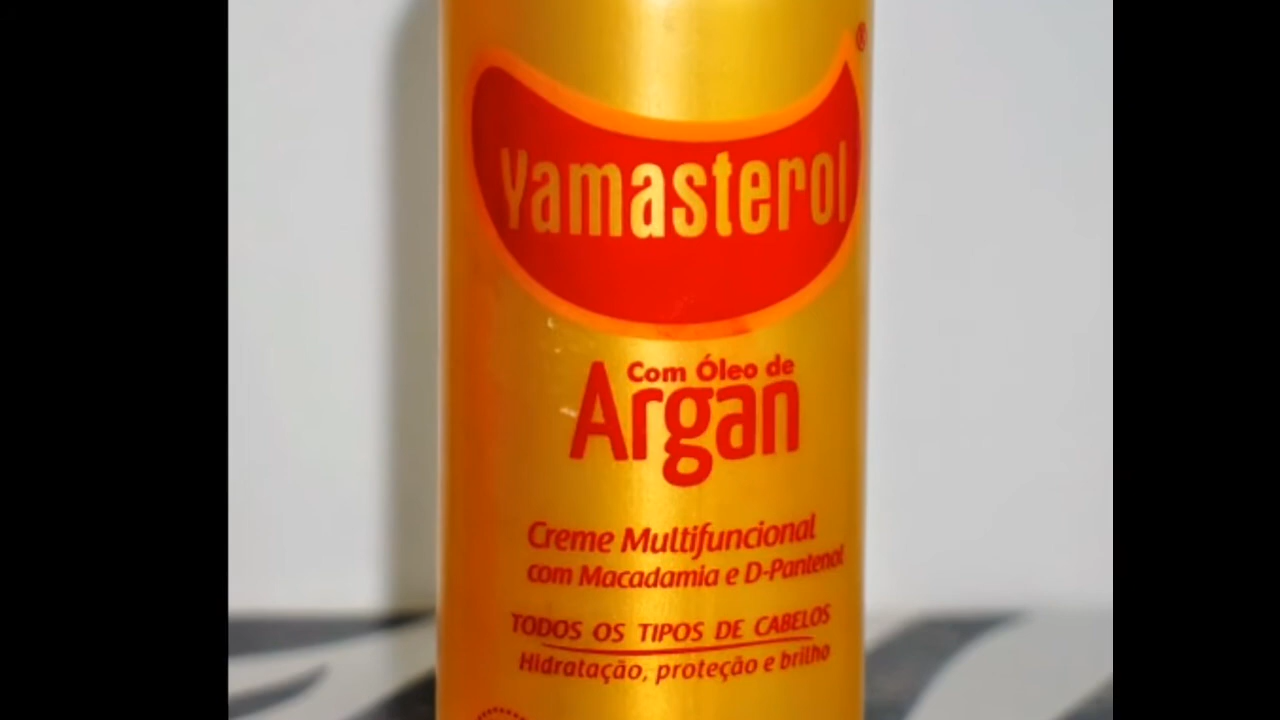 Yamasterol
®
Com Óleo de
Argan
Creme Multifuncional
com Macadamia e D-Pantenol
TODOS OS TIPOS DE CABELOS
Hidratação, proteção e brilho